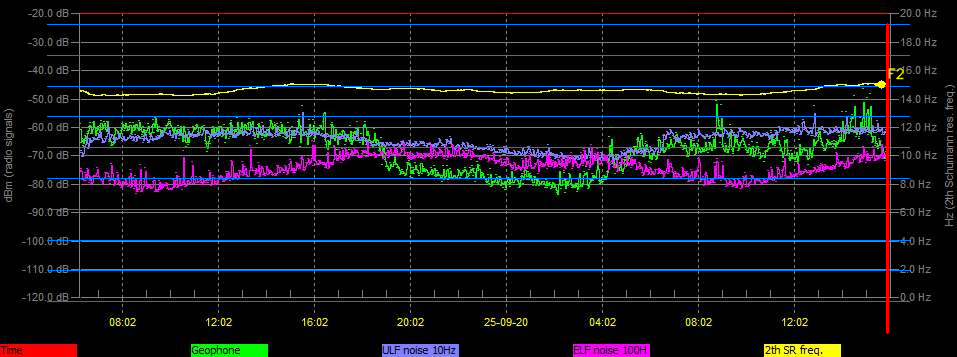 -20.0 dB
20.0 Hz
-30.0 dB
18.0 Hz
-40.0 dB
16.0 Hz
F2
-50.0 dB
14.0 Hz
-60.0 dB
12.0 Hz
-70.0 dB
10.0 Hz
-80.0 dB
8.0 Hz
-90.0 dB
6.0 Hz
-100.0 dB
4.0 Hz
-110.0 dB
2.0 Hz
-120.0 dB
0.0 Hz
dBm (radio signals)
Hz (2th Schumann res. freq.)
08:02 12:02 16:02 20:02 25-09-20 04:02 08:02 12:02
Time Geophone ULF noise 10Hz ELF noise 100H 2th SR freq.